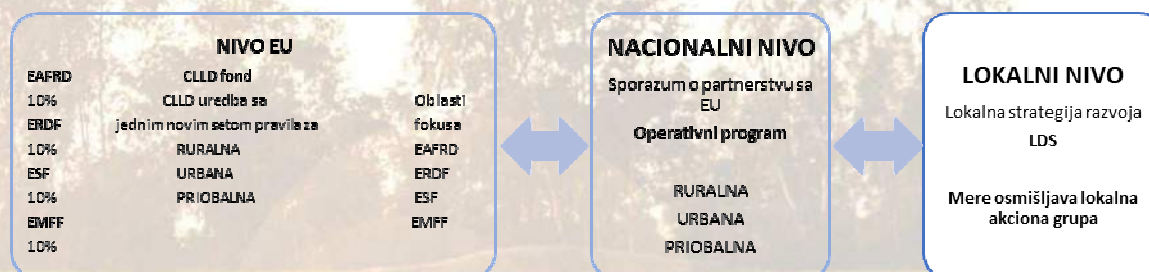 NIVO EU
EAFRD CLLD fond
10% CLLD uredba sa Oblasti
ERDF jednim novim setom pravila za fokusa
10% RURALNA EAFRD
ESF URBANA ERDF
10% PRIOBALNA ESF
EMFF EMFF
10%
NACIONALNI NIVO
Sporazum o partnerstvu sa
EU
Operativni program
RURALNA
URBANA
PRIOBALNA
LOKALNI NIVO
Lokalna strategija razvoja
LDS
Mere osmišljava lokalna
akciona grupa